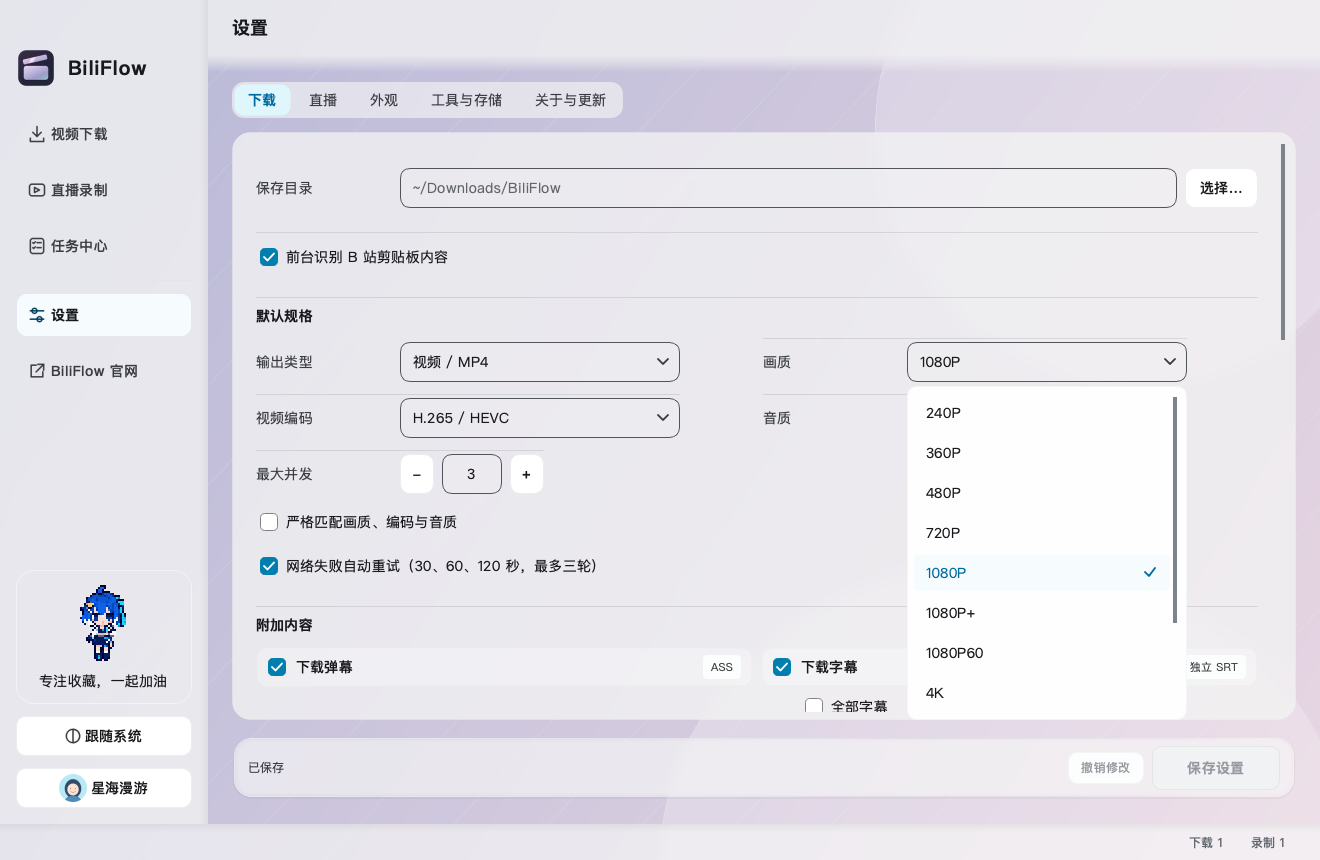 设置
BiliFlow
视频下载
直播录制
任务中心
设置
BiliFlow 官网
专注收藏，一起加油
跟随系统
星海漫游
下载
直播
外观
工具与存储
关于与更新
保存目录
~/Downloads/BiliFlow
选择...
前台识别 B 站剪贴板内容
默认规格
输出类型
视频 / MP4
画质
1080P
视频编码
H.265 / HEVC
音质
最大并发
−
3
+
严格匹配画质、编码与音质
网络失败自动重试（30、60、120 秒，最多三轮）
240P
360P
480P
720P
1080P
1080P+
1080P60
4K
附加内容
下载弹幕
ASS
下载字幕
独立 SRT
全部字幕
已保存
撤销修改
保存设置
下载 1
录制 1